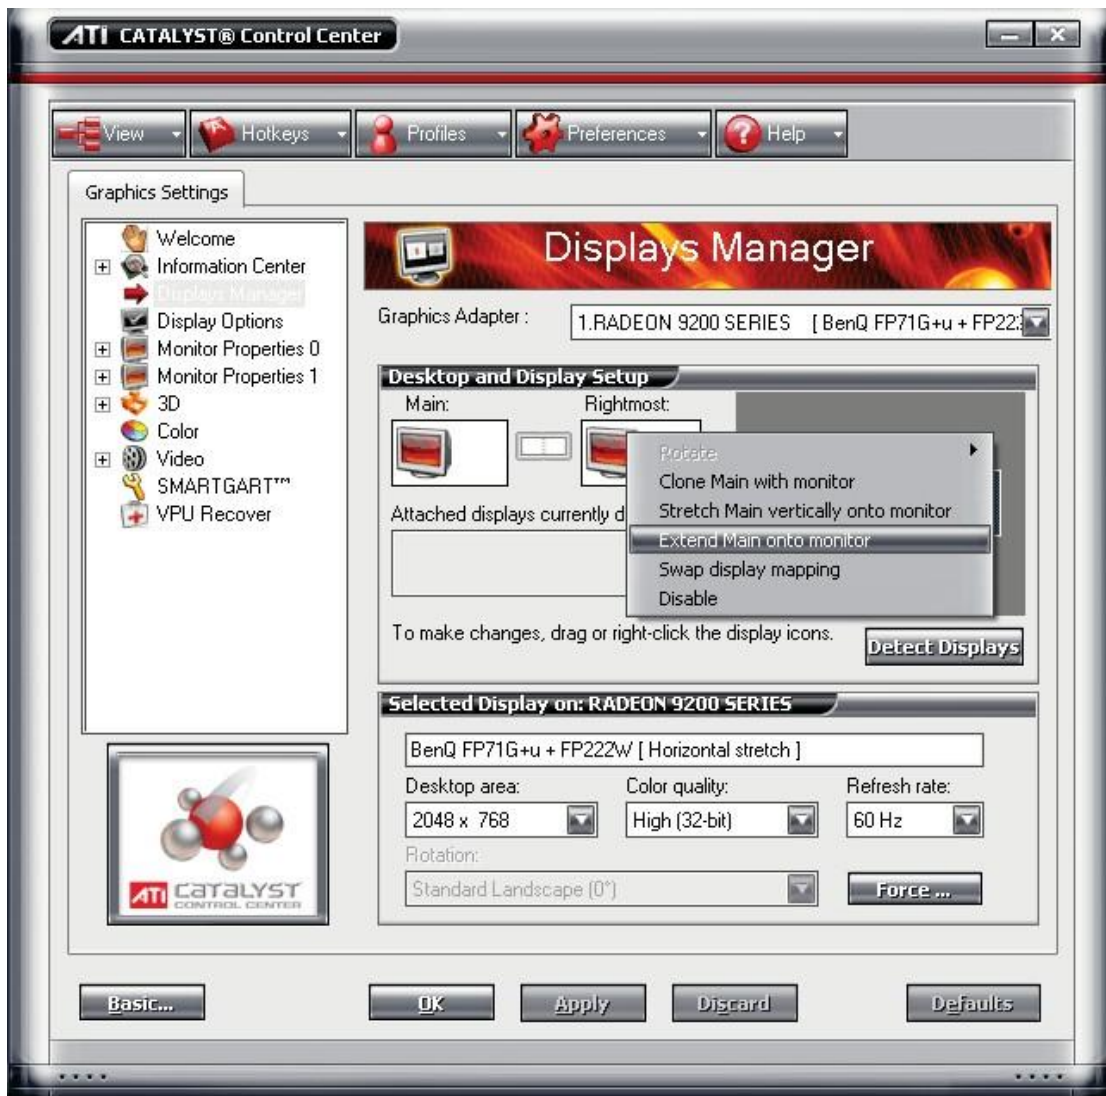 ATI CATALYST® Control Center
View Hotkeys Profiles Preferences Help
Graphics Settings
Welcome
Information Center
Displays Manager
Display Options
Monitor Properties 0
Monitor Properties 1
3D
Color
Video
SMARTGART™
VPU Recover
ATI CATALYST
CONTROL CENTER
Displays Manager
Graphics Adapter : 1.RADEON 9200 SERIES [ BenQ FP71G+u + FP22
Desktop and Display Setup
Main: Rightmost:
Rotate
Clone Main with monitor
Stretch Main vertically onto monitor
Extend Main onto monitor
Swap display mapping
Disable
Attached displays currently d
To make changes, drag or right-click the display icons.
Detect Displays
Selected Display on: RADEON 9200 SERIES
BenQ FP71G+u + FP222W [ Horizontal stretch ]
Desktop area: Color quality: Refresh rate:
2048 x 768 High (32-bit) 60 Hz
Rotation:
Standard Landscape (0°) Force ...
Basic... OK Apply Discard Defaults